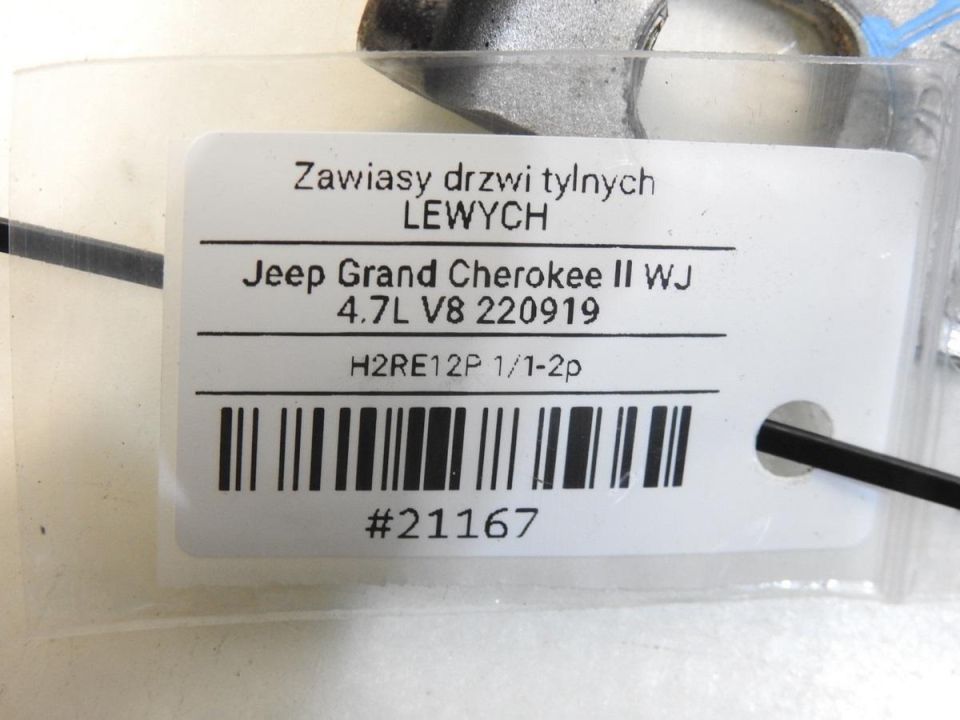 Zawiasy drzwi tylnych
LEWYCH
Jeep Grand Cherokee II WJ
4.7L V8 220919
H2RE12P 1/1-2p
#21167